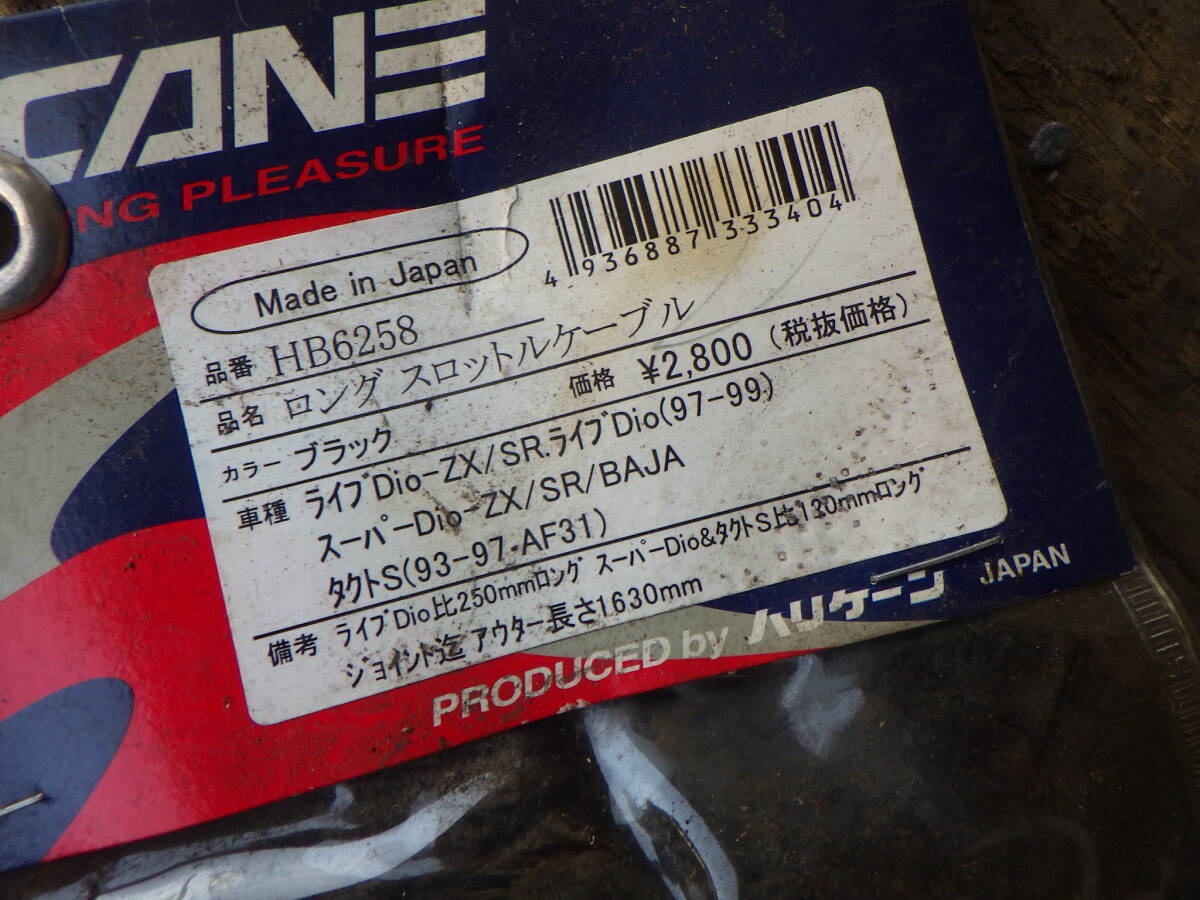 CANE
NG PLEASURE
Made in Japan
4 936887 333404
品番 HB6258
品名 ロング スロットルケーブル
カラー ブラック 価格 ¥2,800 (税抜価格)
車種 ライブDio-ZX/SR.ライブDio(97-99)
スーパーDio-ZX/SR/BAJA
タクトS(93-97.AF31)
備考 ライブDio比250mmロング スーパーDio&タクトS比130mmロング
ジョイント迄 アウター長さ1630mm
PRODUCED by ハリケーン JAPAN